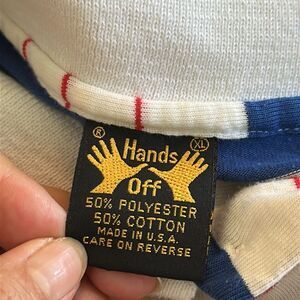 ® XL
Hands
Off
50% POLYESTER
50% COTTON
MADE IN U.S.A.
CARE ON REVERSE